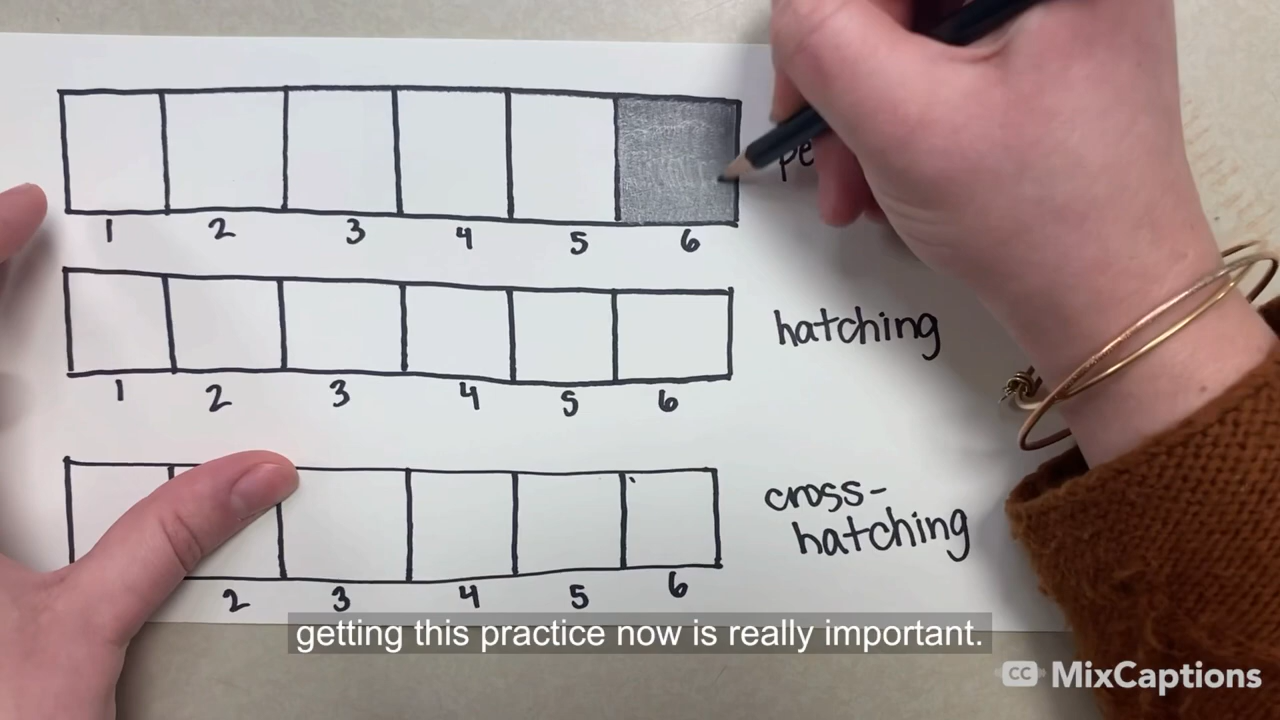 1 2 3 4 5 6
hatching
1 2 3 4 5 6
cross-
hatching
2 3 4 5 6
getting this practice now is really important.
CC MixCaptions